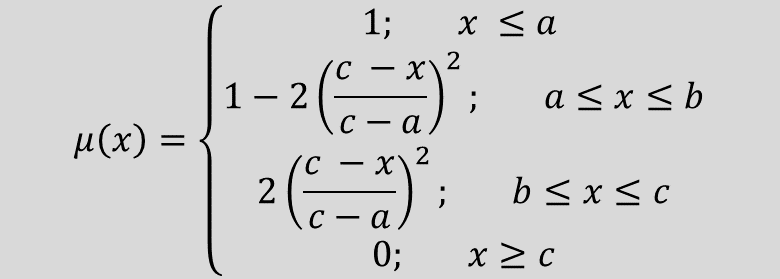 1; x ≤ a
1 − 2 ((c − x)/(c − a))² ; a ≤ x ≤ b
μ(x) = {
2 ((c − x)/(c − a))² ; b ≤ x ≤ c
0; x ≥ c